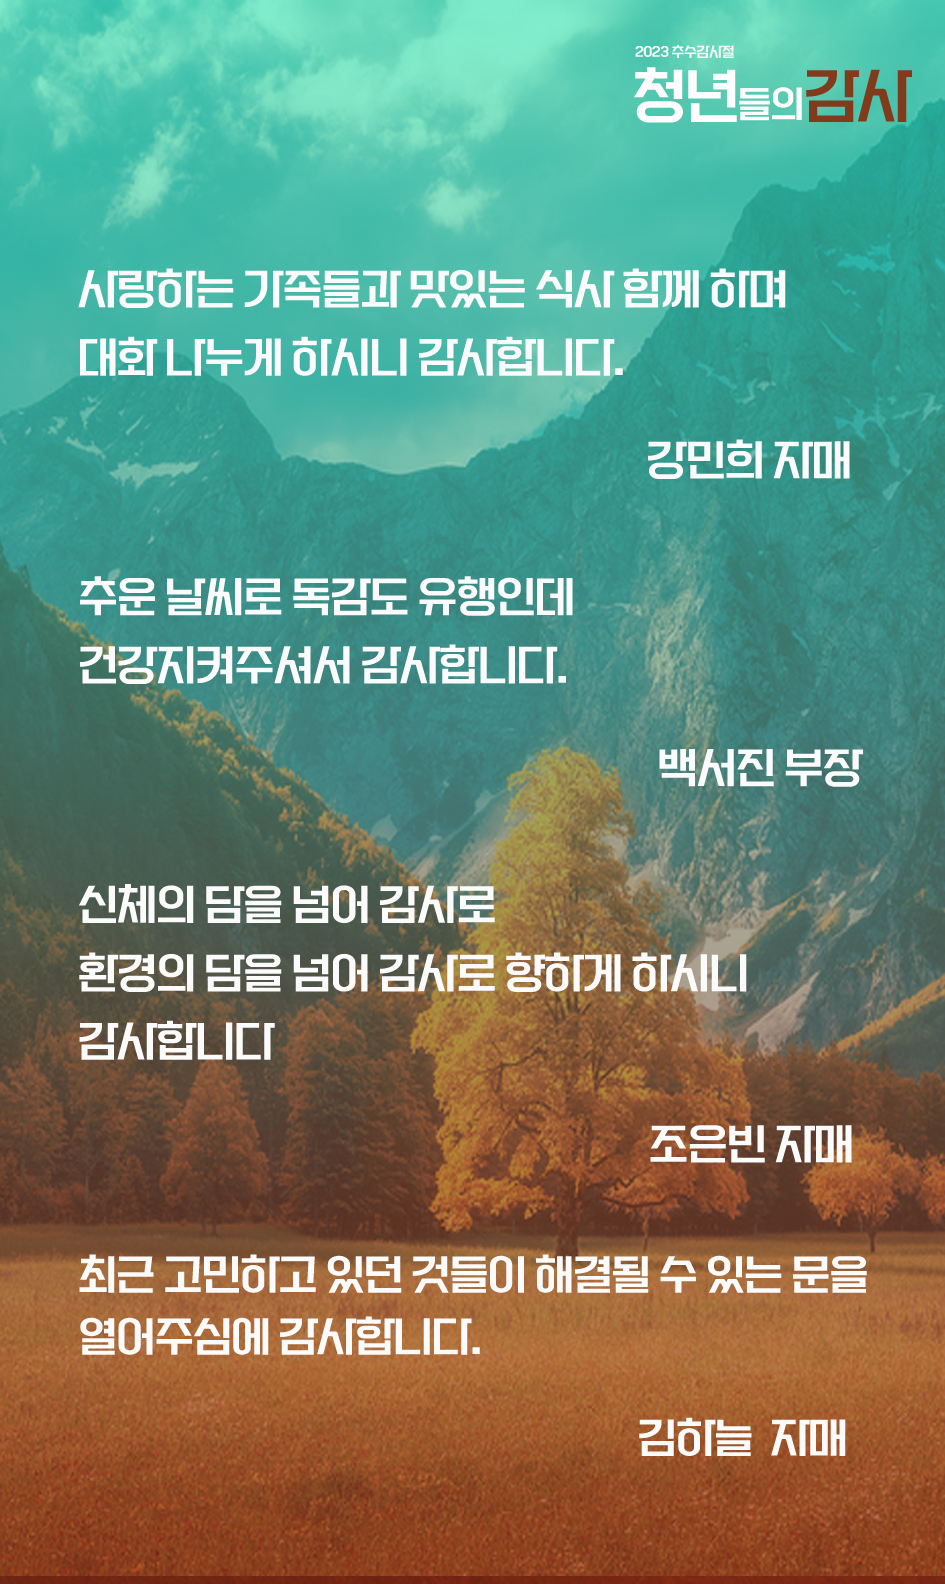 2023 추수감사절
청년들의감사
사랑하는 가족들과 맛있는 식사 함께 하며
대화 나누게 하시니 감사합니다.
강민희 자매
추운 날씨로 독감도 유행인데
건강지켜주셔서 감사합니다.
백서진 부장
신체의 담을 넘어 감사로
환경의 담을 넘어 감사로 향하게 하시니
감사합니다
조은빈 자매
최근 고민하고 있던 것들이 해결될 수 있는 문을
열어주심에 감사합니다.
김하늘 자매